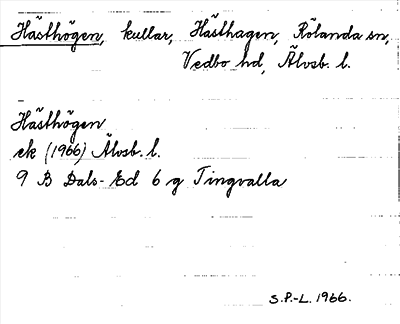 Hästhögen, kullar, Hästhagen, Rölanda sn,
Vedbo hd, Älvsb. l.
Hästhögen
ek (1966) Älvsb. l.
9 B Dals-Ed 6 g Tingvalla
S.P.-L. 1966.